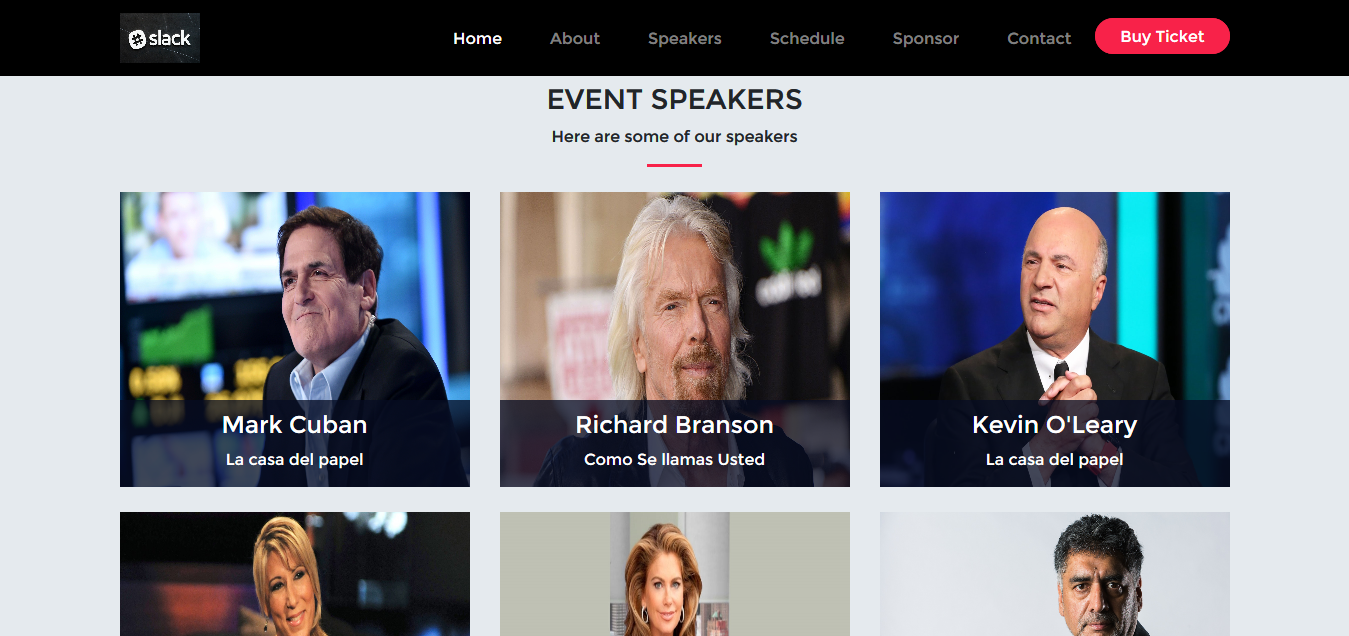 slack
Home About Speakers Schedule Sponsor Contact Buy Ticket
EVENT SPEAKERS
Here are some of our speakers
Mark Cuban
La casa del papel
Richard Branson
Como Se llamas Usted
Kevin O'Leary
La casa del papel